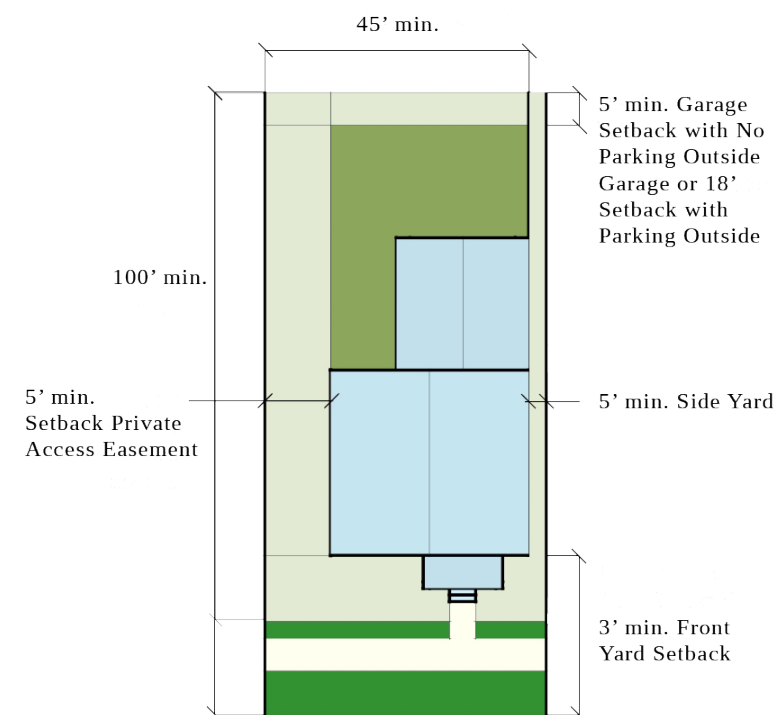 45’ min.
5’ min. Garage
Setback with No
Parking Outside
Garage or 18’
Setback with
Parking Outside
100’ min.
5’ min.
Setback Private
Access Easement
5’ min. Side Yard
3’ min. Front
Yard Setback